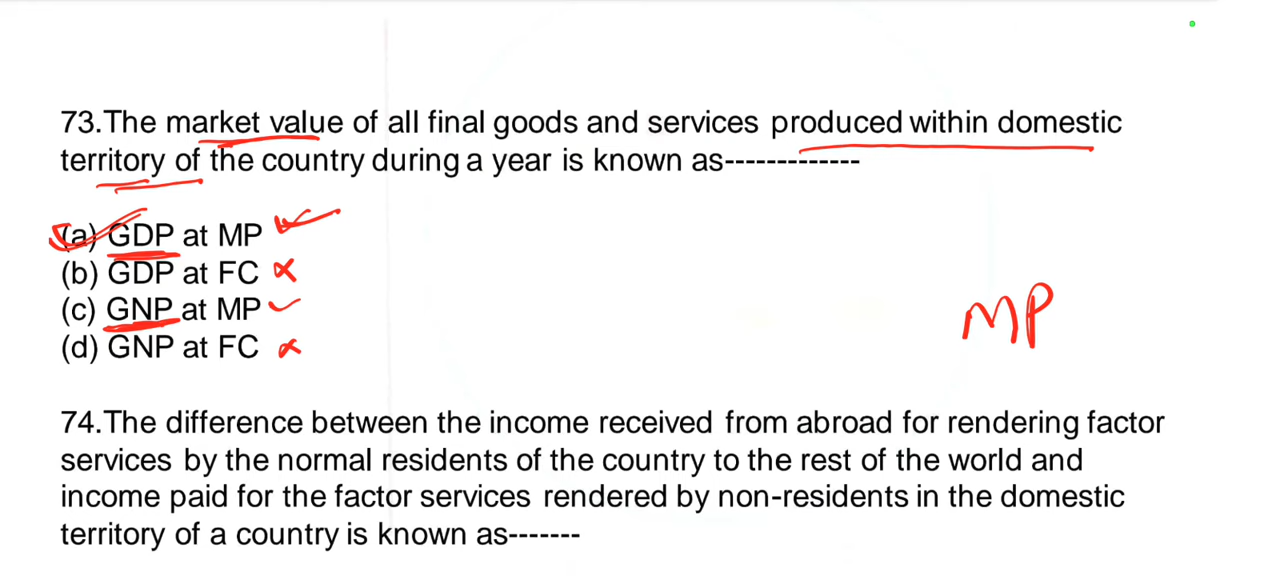 73.The market value of all final goods and services produced within domestic
territory of the country during a year is known as-------------
(a) GDP at MP
(b) GDP at FC
(c) GNP at MP
(d) GNP at FC
MP
74.The difference between the income received from abroad for rendering factor
services by the normal residents of the country to the rest of the world and
income paid for the factor services rendered by non-residents in the domestic
territory of a country is known as-------